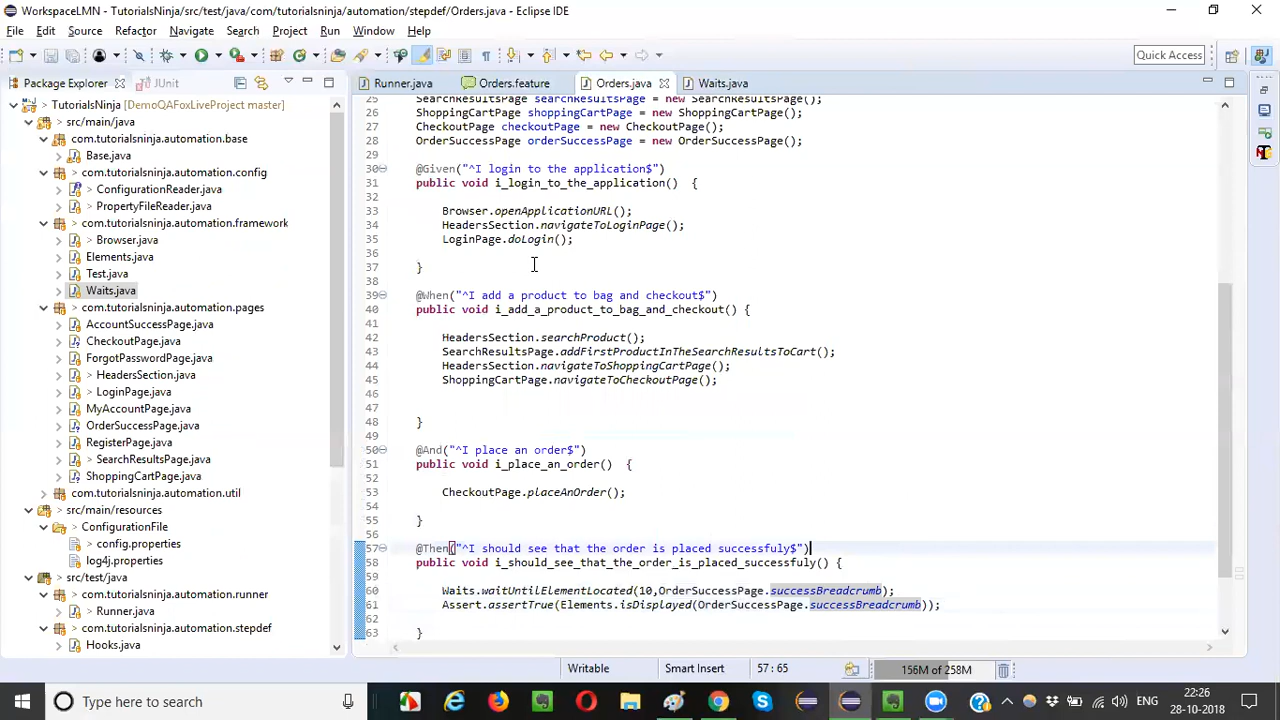 WorkspaceLMN - TutorialsNinja/src/test/java/com/tutorialsninja/automation/stepdef/Orders.java - Eclipse IDE
File Edit Source Refactor Navigate Search Project Run Window Help
Quick Access
Package Explorer JUnit
Runner.java Orders.feature Orders.java Waits.java
TutorialsNinja [DemoQAFoxLiveProject master]
src/main/java
com.tutorialsninja.automation.base
Base.java
com.tutorialsninja.automation.config
> ConfigurationReader.java
PropertyFileReader.java
com.tutorialsninja.automation.framework
> Browser.java
Elements.java
Test.java
Waits.java
com.tutorialsninja.automation.pages
AccountSuccessPage.java
CheckoutPage.java
ForgotPasswordPage.java
> HeadersSection.java
LoginPage.java
MyAccountPage.java
OrderSuccessPage.java
RegisterPage.java
> SearchResultsPage.java
ShoppingCartPage.java
com.tutorialsninja.automation.util
src/main/resources
ConfigurationFile
> config.properties
log4j.properties
src/test/java
com.tutorialsninja.automation.runner
> Runner.java
com.tutorialsninja.automation.stepdef
Hooks.java
25 SearchResultsPage searchResultsPage = new SearchResultsPage();
26 ShoppingCartPage shoppingCartPage = new ShoppingCartPage();
27 CheckoutPage checkoutPage = new CheckoutPage();
28 OrderSuccessPage orderSuccessPage = new OrderSuccessPage();
29
30 @Given("^I login to the application$")
31 public void i_login_to_the_application() {
32
33 Browser.openApplicationURL();
34 HeadersSection.navigateToLoginPage();
35 LoginPage.doLogin();
36
37 }
38
39 @When("^I add a product to bag and checkout$")
40 public void i_add_a_product_to_bag_and_checkout() {
41
42 HeadersSection.searchProduct();
43 SearchResultsPage.addFirstProductInTheSearchResultsToCart();
44 HeadersSection.navigateToShoppingCartPage();
45 ShoppingCartPage.navigateToCheckoutPage();
46
47
48 }
49
50 @And("^I place an order$")
51 public void i_place_an_order() {
52
53 CheckoutPage.placeAnOrder();
54
55 }
56
57 @Then("^I should see that the order is placed successfuly$")
58 public void i_should_see_that_the_order_is_placed_successfuly() {
59
60 Waits.waitUntilElementLocated(10,OrderSuccessPage.successBreadcrumb);
61 Assert.assertTrue(Elements.isDisplayed(OrderSuccessPage.successBreadcrumb));
62
63 }
Writable Smart Insert 57 : 65 156M of 258M
Type here to search
ENG
22:26
28-10-2018